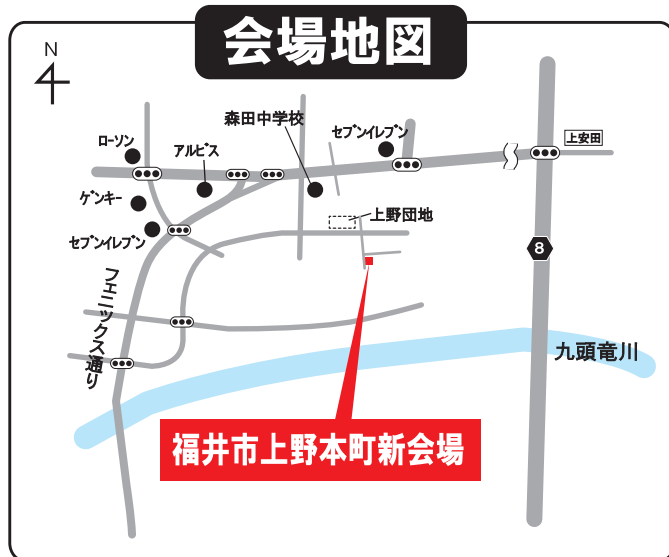 会場地図
N
森田中学校
セブンイレブン
上安田
ローソン
アルビス
ゲンキー
上野団地
セブンイレブン
8
フェニックス通り
九頭竜川
福井市上野本町新会場